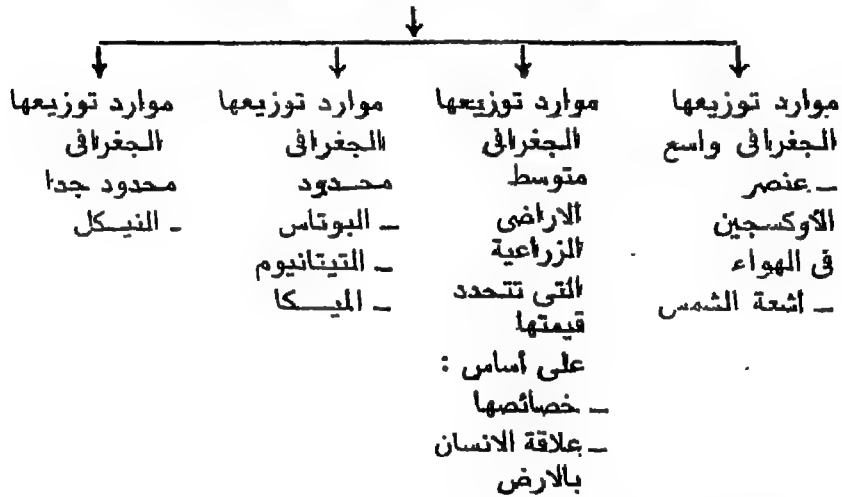 موارد توزيعها
الجغرافى واسع
ـ عنصر
الأوكسجين
فى الهواء
ـ اشعة الشمس
موارد توزيعها
الجغرافى
متوسط
الاراضى
الزراعية
التى تتحدد
قيمتها
على أساس :
ـ خصائصها
ـ علاقة الانسان
بالارض
موارد توزيعها
الجغرافى
محدود
ـ البوتاس
ـ التيتانيوم
ـ الميكا
موارد توزيعها
الجغرافى
محدود جدا
ـ النيكل